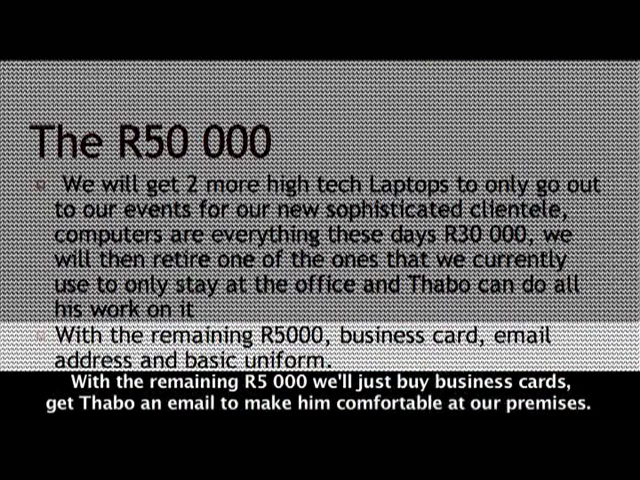 The R50 000
We will get 2 more high tech Laptops to only go out
to our events for our new sophisticated clientele,
computers are everything these days R30 000, we
will then retire one of the ones that we currently
use to only stay at the office and Thabo can do all
his work on it
With the remaining R5000, business card, email
address and basic uniform.
With the remaining R5 000 we'll just buy business cards,
get Thabo an email to make him comfortable at our premises.